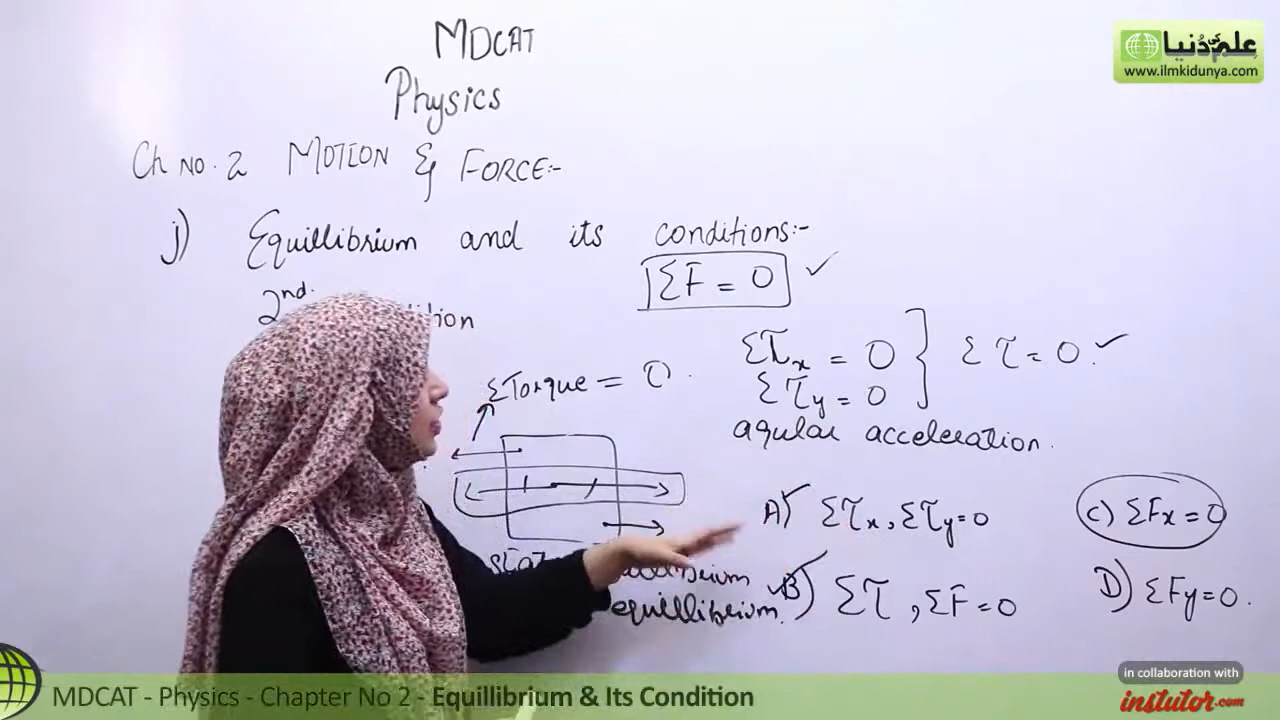 MDCAT
Physics
Ch No. 2 MOTION & FORCE:-
j) Equillibrium and its conditions:-
ΣF̄ = 0 ✓
2nd
ΣTorque = 0.
Στx = 0
Στy = 0
Στ = 0. ✓
aqular acceleration.
A) Στx, Στy=0
B) Στ, ΣF̄ = 0
C) ΣFx = 0
D) ΣFy=0.
equillibrium.
علم کی دُنیا
www.ilmkidunya.com
in collaboration with
instutor.com
MDCAT - Physics - Chapter No 2 - Equillibrium & Its Condition